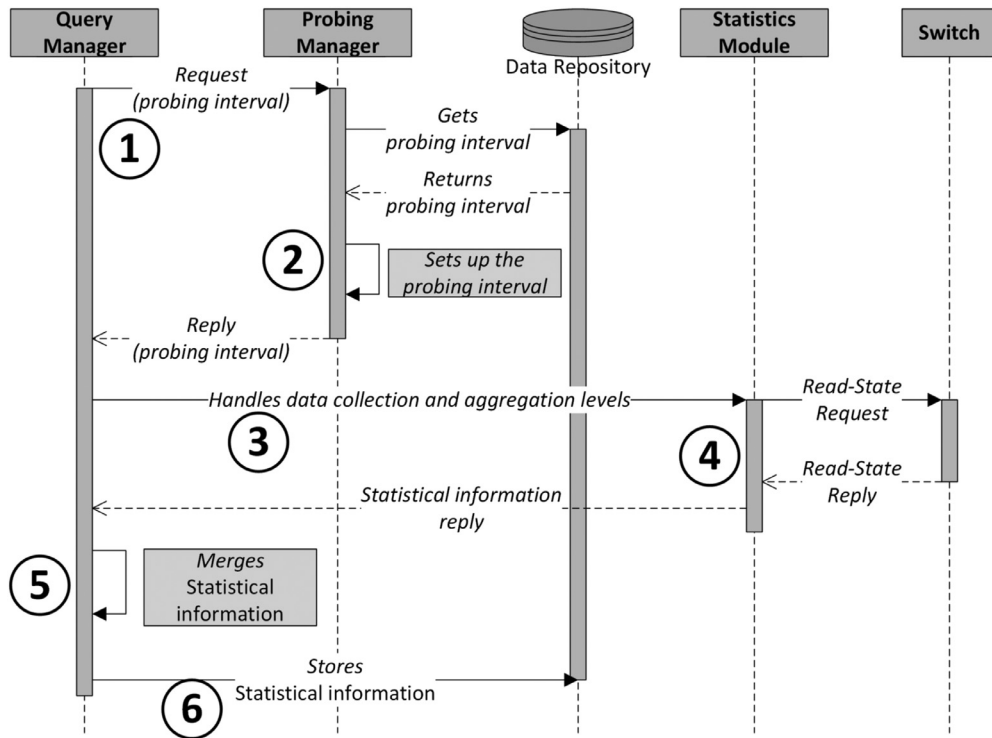 Query
Manager
Probing
Manager
Data Repository
Statistics
Module
Switch
Request
(probing interval)
1
Gets
probing interval
Returns
probing interval
2
Sets up the
probing interval
Reply
(probing interval)
Handles data collection and aggregation levels
3
Read-State
Request
4
Read-State
Reply
Statistical information
reply
5
Merges
Statistical
information
Stores
Statistical information
6